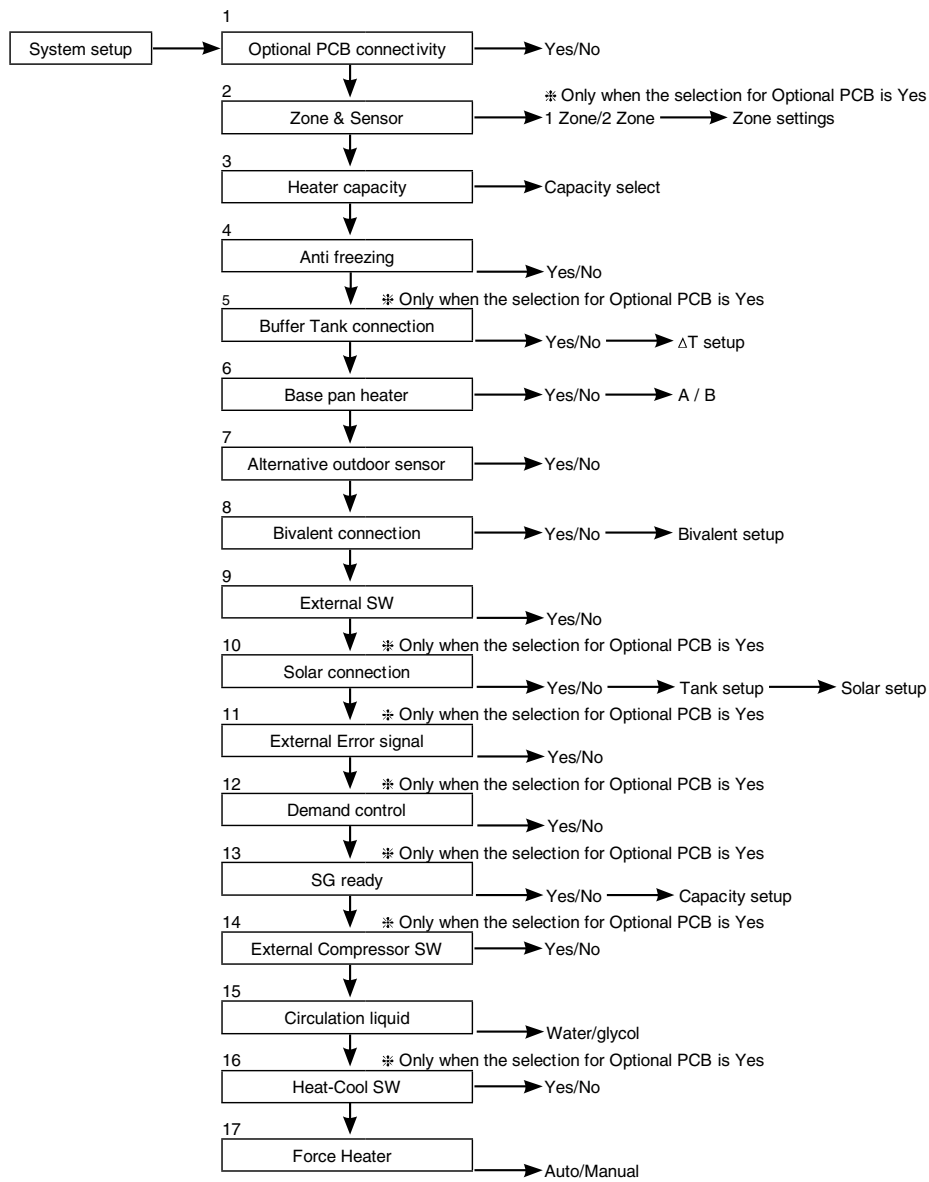 1
System setup Optional PCB connectivity Yes/No
2 ⁜ Only when the selection for Optional PCB is Yes
Zone & Sensor 1 Zone/2 Zone Zone settings
3
Heater capacity Capacity select
4
Anti freezing
Yes/No
5 ⁜ Only when the selection for Optional PCB is Yes
Buffer Tank connection
Yes/No ΔT setup
6
Base pan heater Yes/No A / B
7
Alternative outdoor sensor Yes/No
8
Bivalent connection Yes/No Bivalent setup
9
External SW
Yes/No
10 ⁜ Only when the selection for Optional PCB is Yes
Solar connection
Yes/No Tank setup Solar setup
11 ⁜ Only when the selection for Optional PCB is Yes
External Error signal
Yes/No
12 ⁜ Only when the selection for Optional PCB is Yes
Demand control
Yes/No
13 ⁜ Only when the selection for Optional PCB is Yes
SG ready
Yes/No Capacity setup
14 ⁜ Only when the selection for Optional PCB is Yes
External Compressor SW Yes/No
15
Circulation liquid
Water/glycol
16 ⁜ Only when the selection for Optional PCB is Yes
Heat-Cool SW Yes/No
17
Force Heater
Auto/Manual